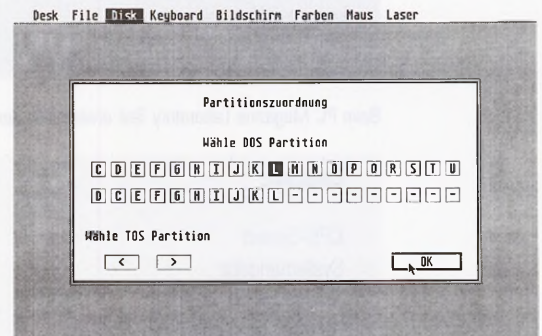 Desk File Disk Keyboard Bildschirm Farben Maus Laser
Partitionszuordnung
Wähle DOS Partition
C D E F G H I J K L M N O P Q R S T U
D C E F G H I J K L - - - - - - - - -
Wähle TOS Partition
< >
OK